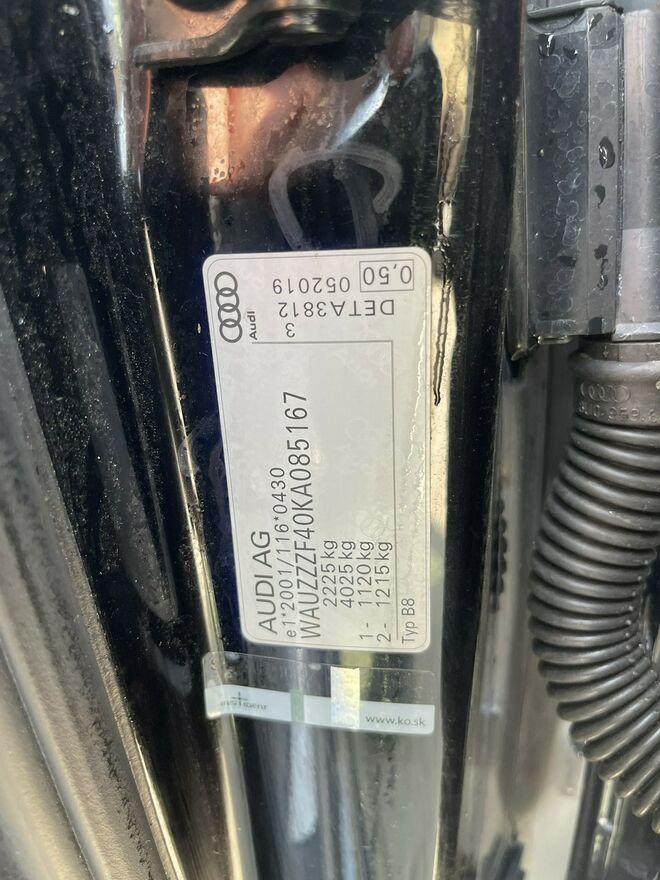 AUDI AG
e1*2001/116*0430
WAUZZZF40KA085167
2225 kg
4025 kg
1- 1120 kg
2- 1215 kg
Typ B8
Audi
DETA3812
3
052019
0,50
www.ko.sk